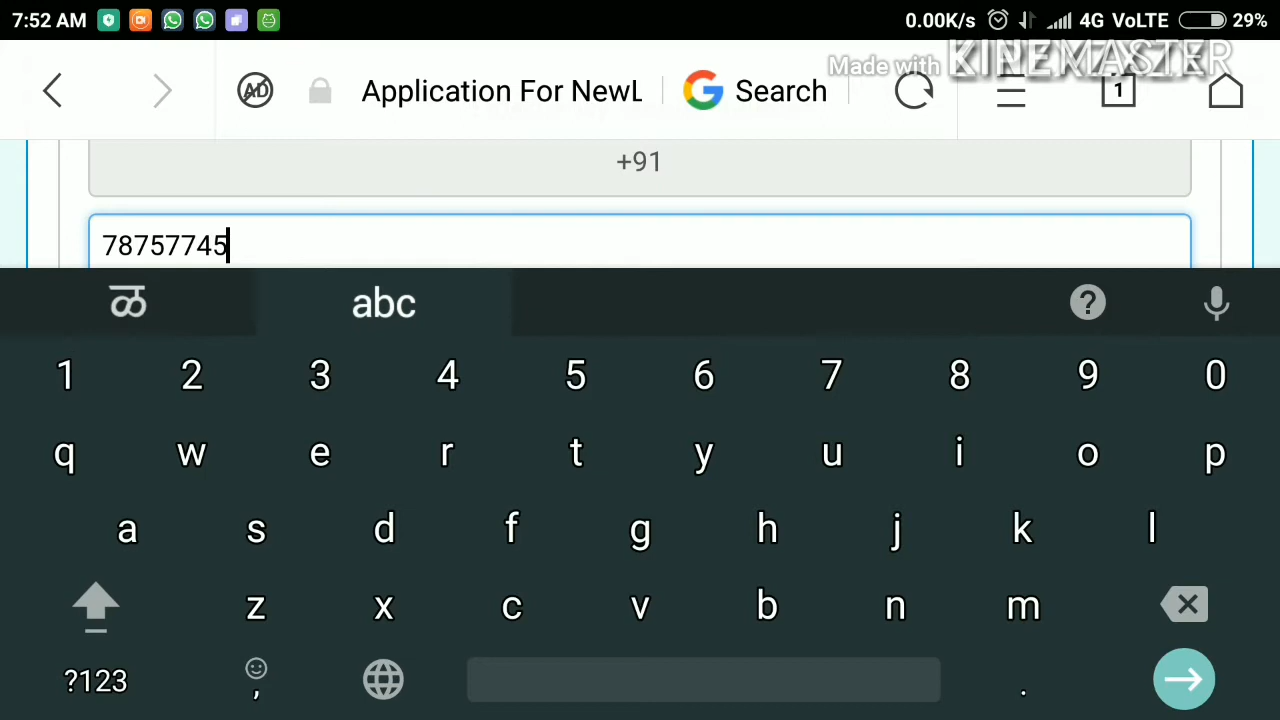 7:52 AM 0.00K/s 4G VoLTE 29%
Made with KINEMASTER
AD Application For NewL Search 1
+91
78757745
ळ abc ?
1 2 3 4 5 6 7 8 9 0
q w e r t y u i o p
a s d f g h j k l
z x c v b n m
?123 , .